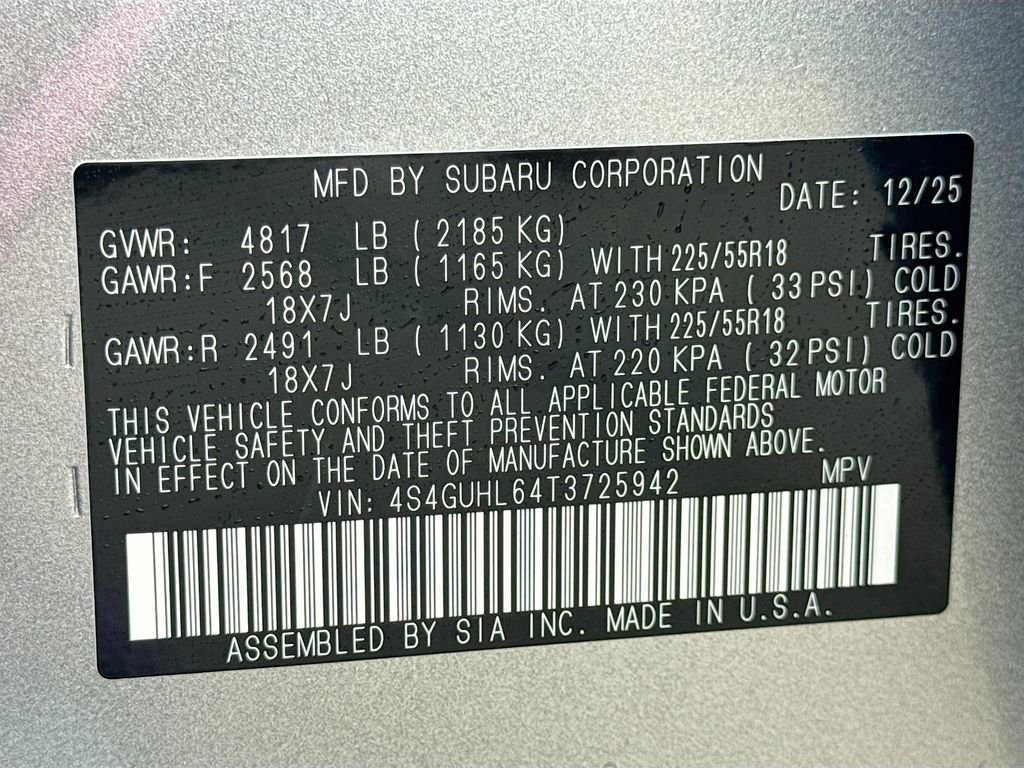 MFD BY SUBARU CORPORATION DATE: 12/25
GVWR: 4817 LB ( 2185 KG)
GAWR:F 2568 LB ( 1165 KG) WITH 225/55R18 TIRES.
18X7J RIMS. AT 230 KPA ( 33 PSI) COLD
GAWR:R 2491 LB ( 1130 KG) WITH 225/55R18 TIRES.
18X7J RIMS. AT 220 KPA ( 32 PSI) COLD
THIS VEHICLE CONFORMS TO ALL APPLICABLE FEDERAL MOTOR
VEHICLE SAFETY AND THEFT PREVENTION STANDARDS
IN EFFECT ON THE DATE OF MANUFACTURE SHOWN ABOVE.
VIN: 4S4GUHL64T3725942 MPV
ASSEMBLED BY SIA INC. MADE IN U.S.A.